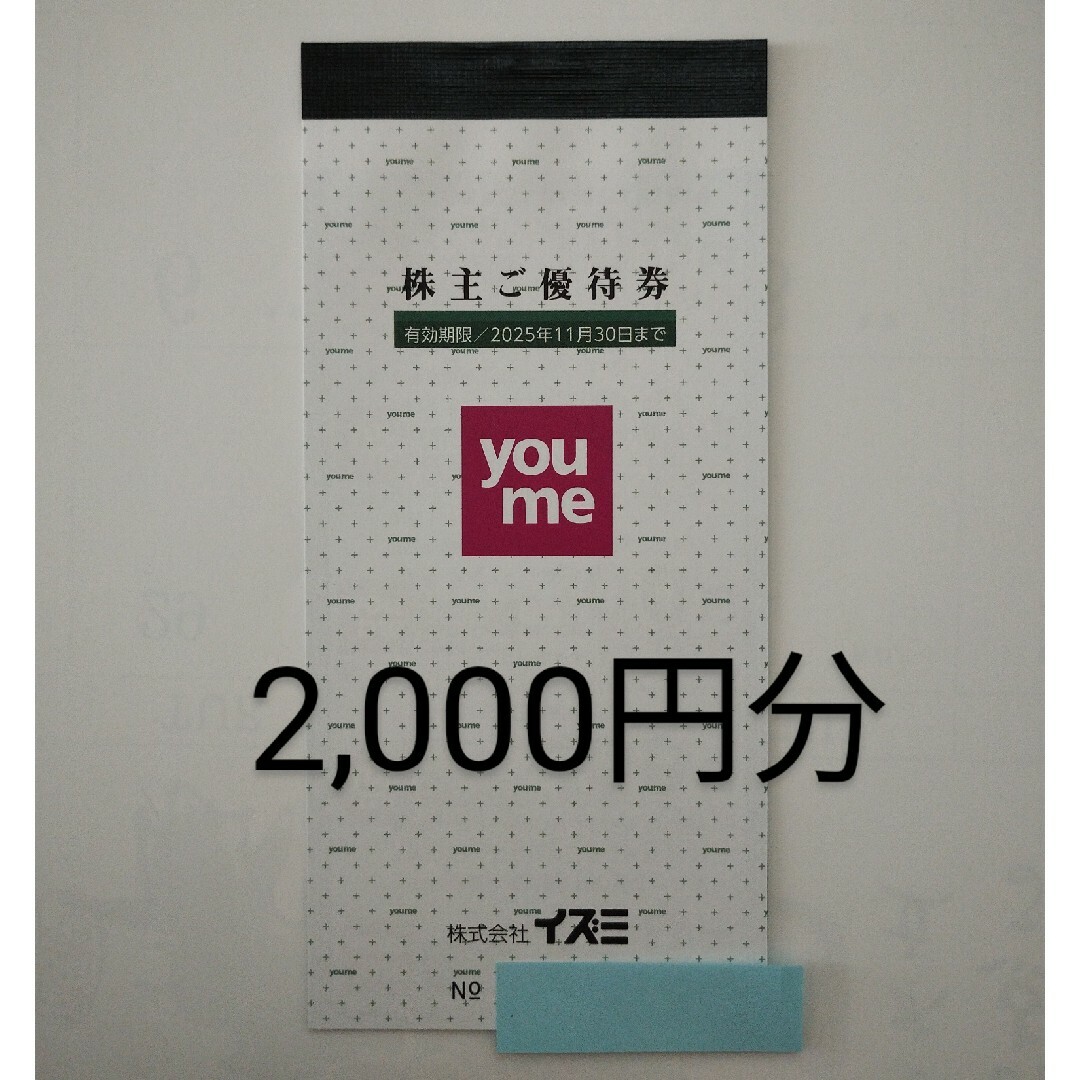 株主ご優待券
有効期限／2025年11月30日まで
you
me
2,000円分
株式会社イズミ
Nº